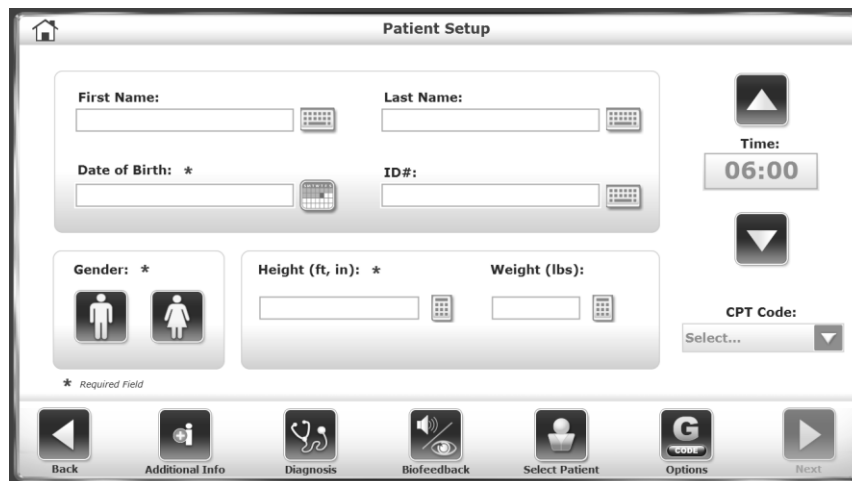 Patient Setup
First Name:
Last Name:
Date of Birth: *
ID#:
Time:
06:00
Gender: *
Height (ft, in): *
Weight (lbs):
CPT Code:
Select...
* Required Field
Back
Additional Info
Diagnosis
Biofeedback
Select Patient
G
CODE
Options
Next